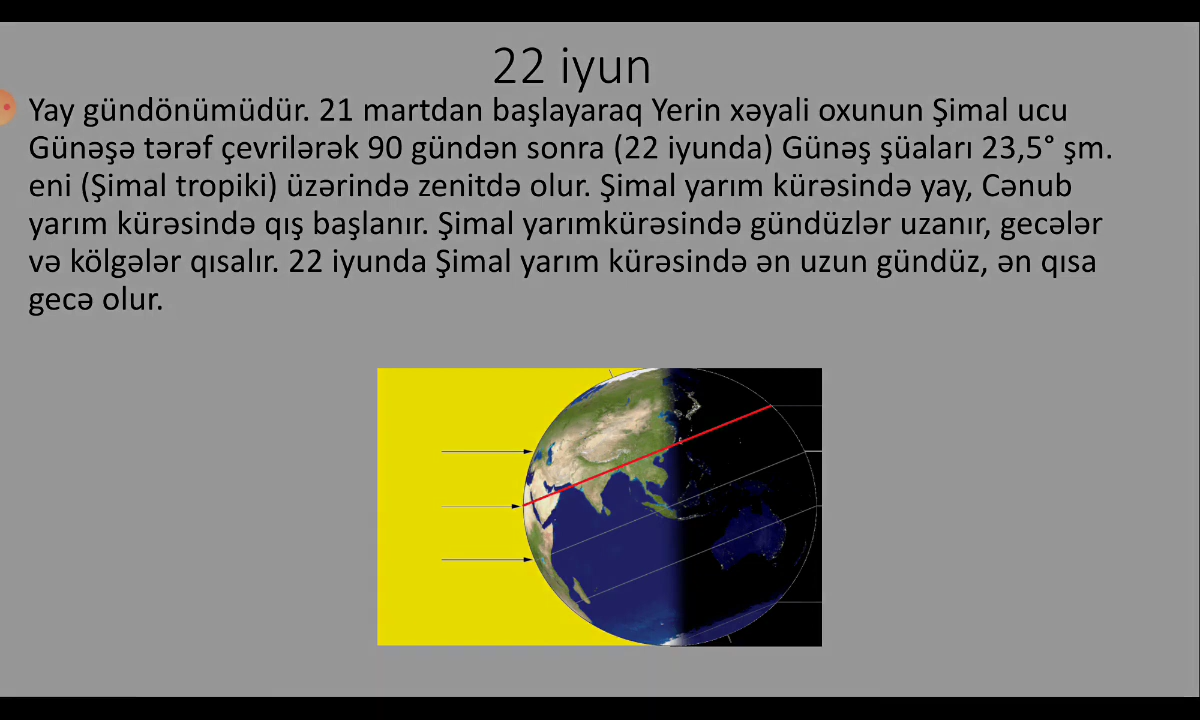 22 iyun
Yay gündönümüdür. 21 martdan başlayaraq Yerin xəyali oxunun Şimal ucu
Günəşə tərəf çevrilərək 90 gündən sonra (22 iyunda) Günəş şüaları 23,5° şm.
eni (Şimal tropiki) üzərində zenitdə olur. Şimal yarım kürəsində yay, Cənub
yarım kürəsində qış başlanır. Şimal yarımkürəsində gündüzlər uzanır, gecələr
və kölgələr qısalır. 22 iyunda Şimal yarım kürəsində ən uzun gündüz, ən qısa
gecə olur.